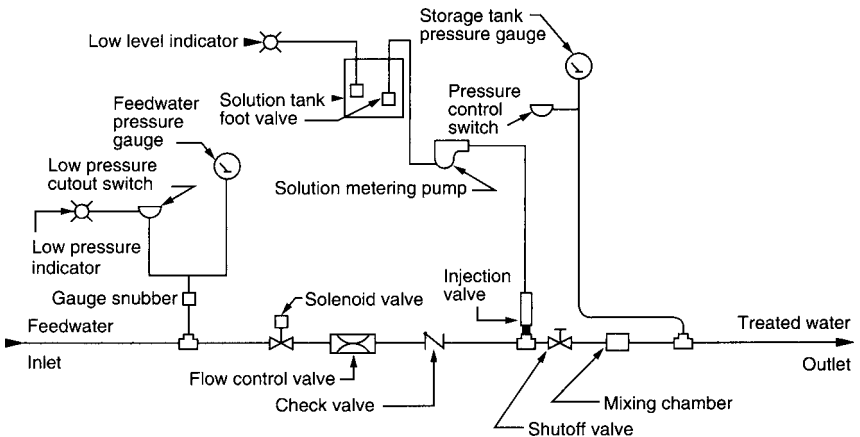 Storage tank
pressure gauge
Low level indicator
Pressure
control
switch
Solution tank
foot valve
Feedwater
pressure
gauge
Low pressure
cutout switch
Solution metering pump
Low pressure
indicator
Injection
valve
Gauge snubber
Solenoid valve
Feedwater
Inlet
Treated water
Outlet
Flow control valve
Check valve
Mixing chamber
Shutoff valve